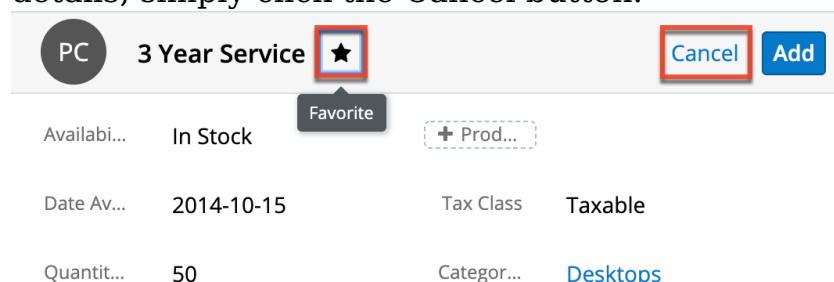 details, simply click the Cancel button.
PC 3 Year Service Cancel Add
Favorite
Availabi... In Stock + Prod...
Date Av... 2014-10-15 Tax Class Taxable
Quantit... 50 Categor... Desktops